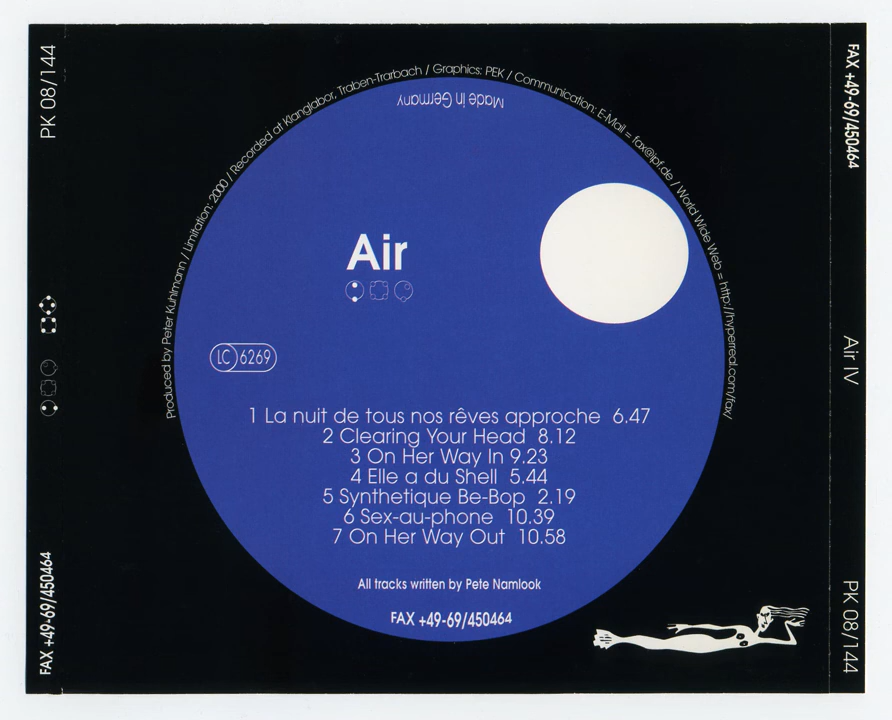 PK 08/144
FAX +49-69/450464
Produced by Peter Kuhlmann / Limitation: 2000 / Recorded at Klanglabor, Traben-Trarbach / Graphics: PEK / Communication: E-Mail = fax@ipf.de / World Wide Web = http://hyperreal.com/fax/
Made in Germany
Air
LC 6269
1 La nuit de tous nos rêves approche 6.47
2 Clearing Your Head 8.12
3 On Her Way In 9.23
4 Elle a du Shell 5.44
5 Synthetique Be-Bop 2.19
6 Sex-au-phone 10.39
7 On Her Way Out 10.58
All tracks written by Pete Namlook
FAX +49-69/450464
FAX +49-69/450464
Air IV
PK 08/144